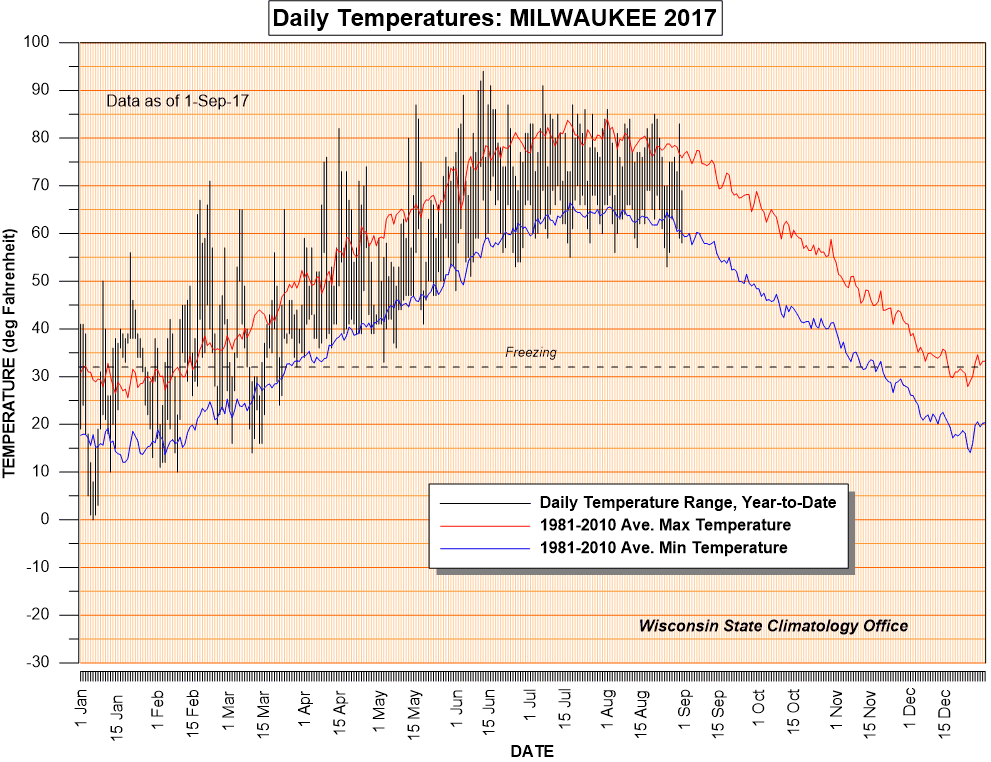 Daily Temperatures: MILWAUKEE 2017
100
90
80
70
60
50
40
30
20
10
0
-10
-20
-30
TEMPERATURE (deg Fahrenheit)
Data as of 1-Sep-17
Freezing
Daily Temperature Range, Year-to-Date
1981-2010 Ave. Max Temperature
1981-2010 Ave. Min Temperature
Wisconsin State Climatology Office
1 Jan
15 Jan
1 Feb
15 Feb
1 Mar
15 Mar
1 Apr
15 Apr
1 May
15 May
1 Jun
15 Jun
1 Jul
15 Jul
1 Aug
15 Aug
1 Sep
15 Sep
1 Oct
15 Oct
1 Nov
15 Nov
1 Dec
15 Dec
DATE